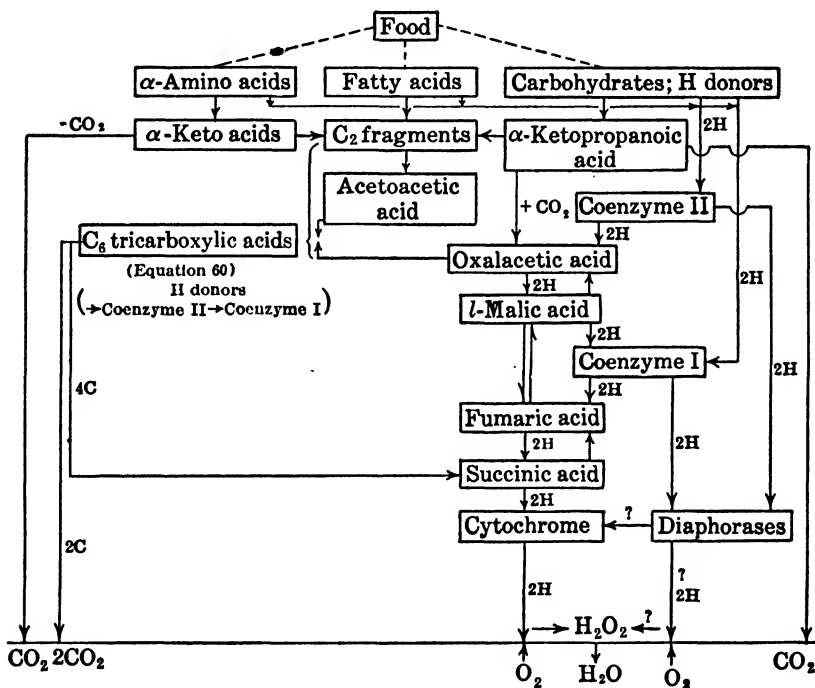 Food
α-Amino acids
Fatty acids
Carbohydrates; H donors
-CO₂
2H
α-Keto acids
C₂ fragments
α-Ketopropanoic
acid
Acetoacetic
acid
+ CO₂
Coenzyme II
C₆ tricarboxylic acids
2H
(Equation 60)
Oxalacetic acid
H donors
(→Coenzyme II→Coenzyme I)
2H
2H
l-Malic acid
2H
Coenzyme I
4C
2H
2H
Fumaric acid
2H
2H
Succinic acid
2H
Cytochrome
?
Diaphorases
2C
2H
?
2H
H₂O₂
?
CO₂ 2CO₂
O₂
H₂O
O₂
CO₂